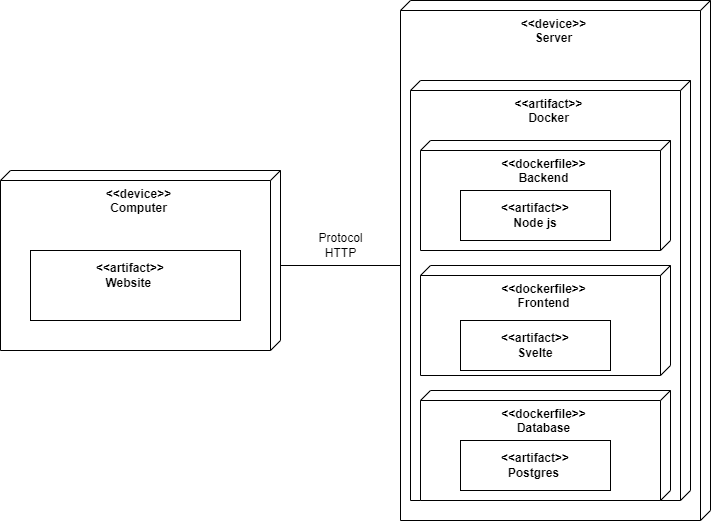 <<device>>
Computer
<<artifact>>
Website
Protocol
HTTP
<<device>>
Server
<<artifact>>
Docker
<<dockerfile>>
Backend
<<artifact>>
Node js
<<dockerfile>>
Frontend
<<artifact>>
Svelte
<<dockerfile>>
Database
<<artifact>>
Postgres